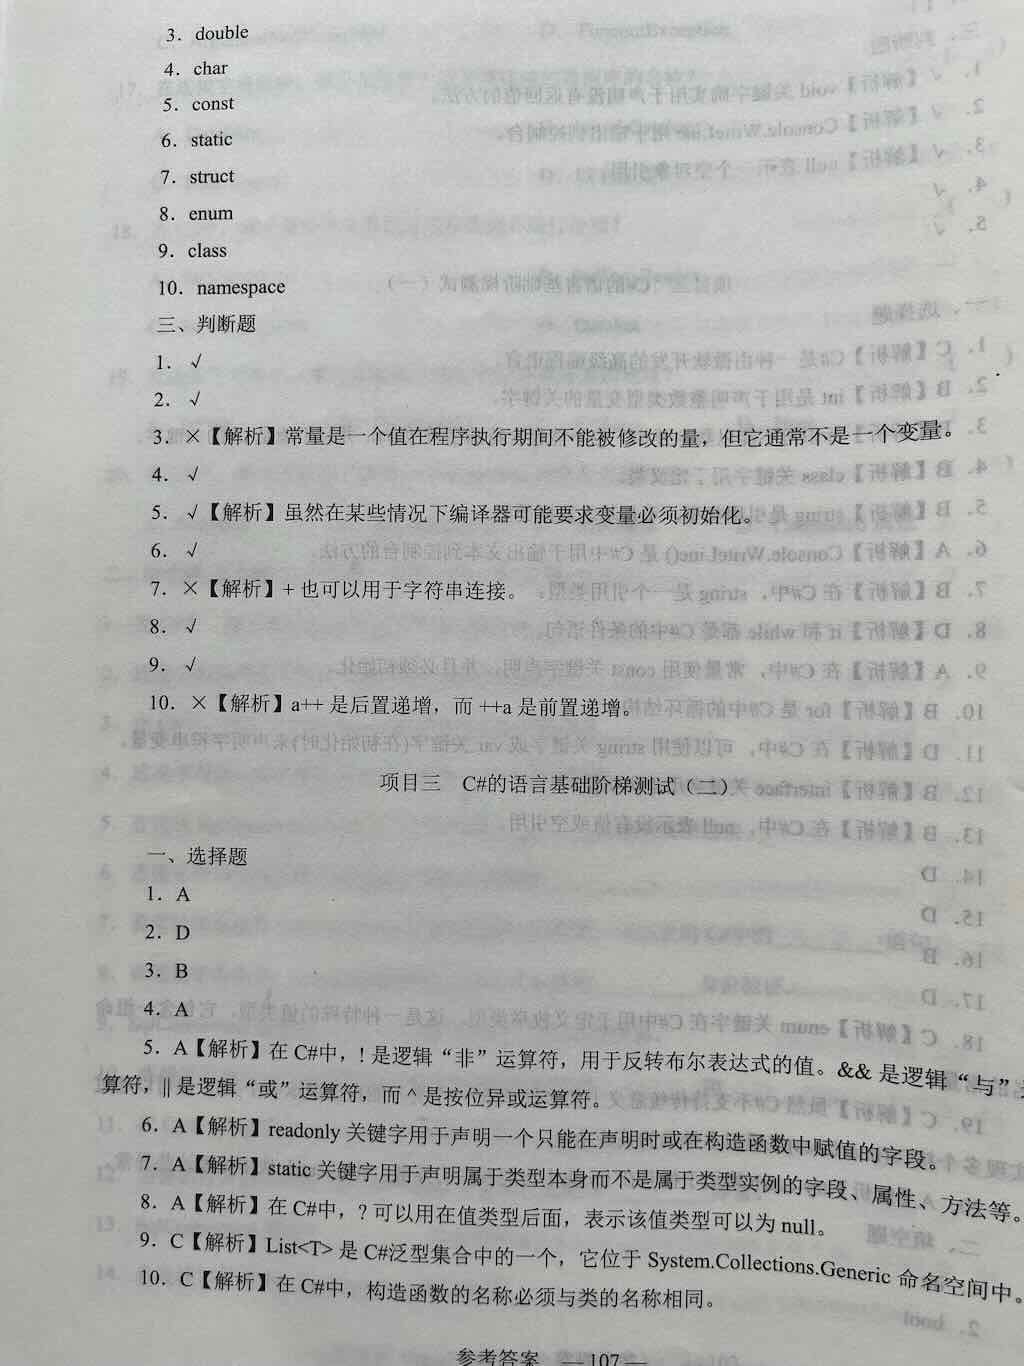 3．double
4．char
5．const
6．static
7．struct
8．enum
9．class
10．namespace
三、判断题
1．√
2．√
3．×【解析】常量是一个值在程序执行期间不能被修改的量，但它通常不是一个变量。
4．√
5．√【解析】虽然在某些情况下编译器可能要求变量必须初始化。
6．√
7．×【解析】+ 也可以用于字符串连接。
8．√
9．√
10．×【解析】a++ 是后置递增，而 ++a 是前置递增。
项目三　C#的语言基础阶梯测试（二）
一、选择题
1．A
2．D
3．B
4．A
5．A【解析】在 C#中，! 是逻辑“非”运算符，用于反转布尔表达式的值。&& 是逻辑“与”
算符，|| 是逻辑“或”运算符，而 ^ 是按位异或运算符。
6．A【解析】readonly 关键字用于声明一个只能在声明时或在构造函数中赋值的字段。
7．A【解析】static 关键字用于声明属于类型本身而不是属于类型实例的字段、属性、方法等。
8．A【解析】在 C#中，? 可以用在值类型后面，表示该值类型可以为 null。
9．C【解析】List<T> 是 C#泛型集合中的一个，它位于 System.Collections.Generic 命名空间中。
10．C【解析】在 C#中，构造函数的名称必须与类的名称相同。
参考答案　— 107 —